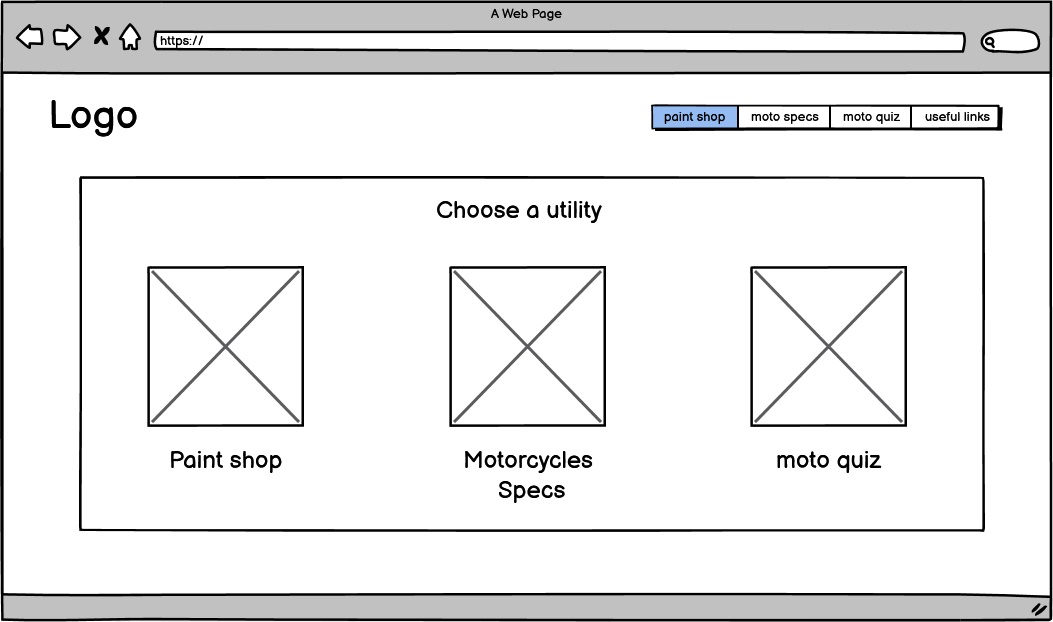 A Web Page
https://
Logo
paint shop moto specs moto quiz useful links
Choose a utility
Paint shop Motorcycles moto quiz
Specs